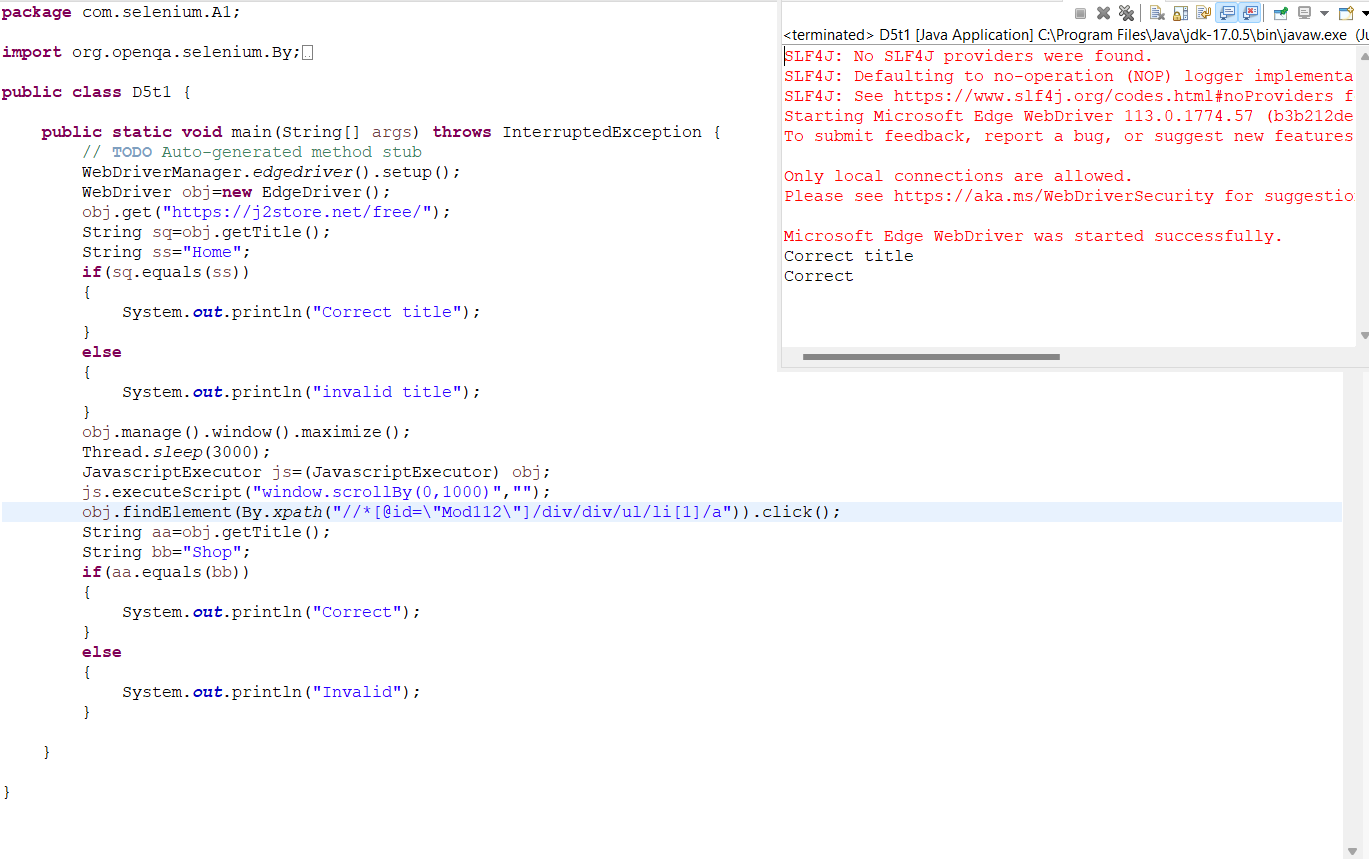 package com.selenium.A1;
import org.openqa.selenium.By;
public class D5t1 {
public static void main(String[] args) throws InterruptedException {
// TODO Auto-generated method stub
WebDriverManager.edgedriver().setup();
WebDriver obj=new EdgeDriver();
obj.get("https://j2store.net/free/");
String sq=obj.getTitle();
String ss="Home";
if(sq.equals(ss))
{
System.out.println("Correct title");
}
else
{
System.out.println("invalid title");
}
obj.manage().window().maximize();
Thread.sleep(3000);
JavascriptExecutor js=(JavascriptExecutor) obj;
js.executeScript("window.scrollBy(0,1000)","");
obj.findElement(By.xpath("//*[@id=\"Mod112\"]/div/div/ul/li[1]/a")).click();
String aa=obj.getTitle();
String bb="Shop";
if(aa.equals(bb))
{
System.out.println("Correct");
}
else
{
System.out.println("Invalid");
}
}
}
<terminated> D5t1 [Java Application] C:\Program Files\Java\jdk-17.0.5\bin\javaw.exe (Ju
SLF4J: No SLF4J providers were found.
SLF4J: Defaulting to no-operation (NOP) logger implementa
SLF4J: See https://www.slf4j.org/codes.html#noProviders f
Starting Microsoft Edge WebDriver 113.0.1774.57 (b3b212de
To submit feedback, report a bug, or suggest new features
Only local connections are allowed.
Please see https://aka.ms/WebDriverSecurity for suggestio
Microsoft Edge WebDriver was started successfully.
Correct title
Correct